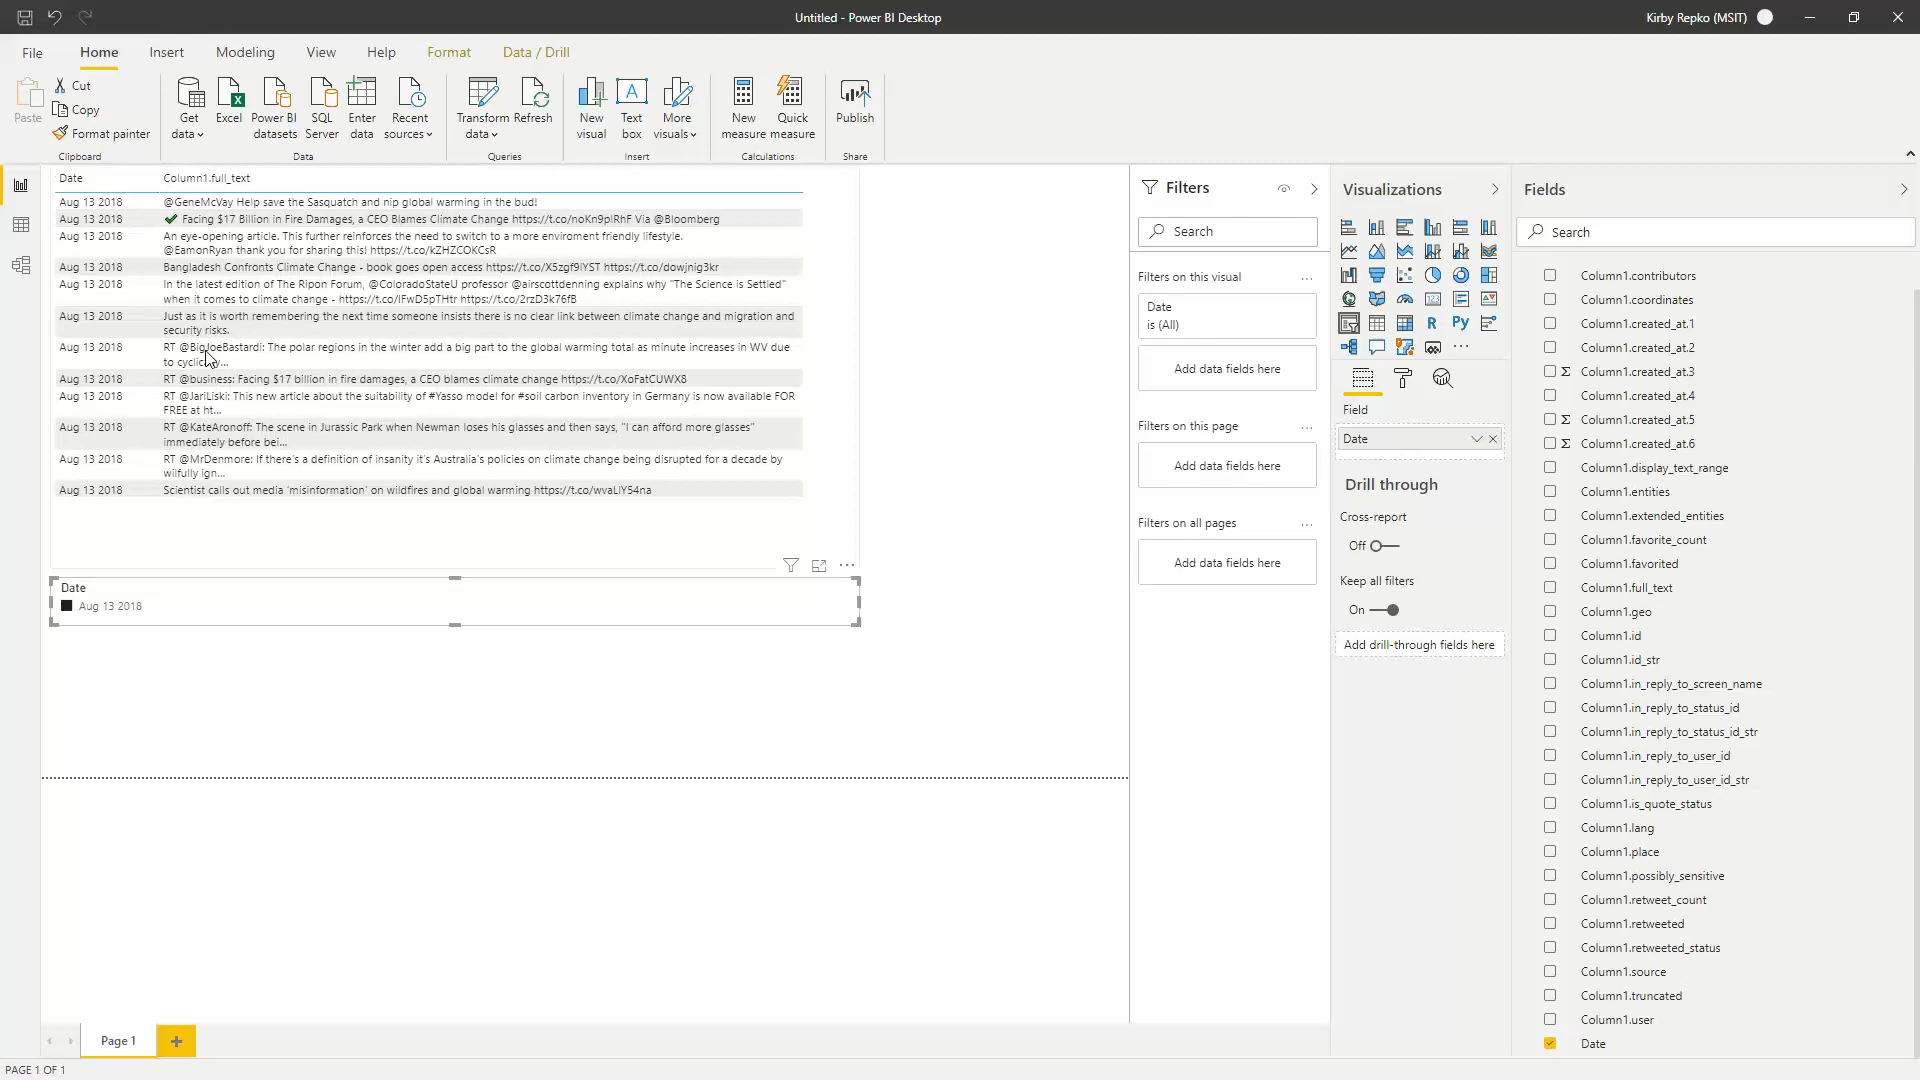 Untitled - Power BI Desktop
Kirby Repko (MSIT)
File Home Insert Modeling View Help Format Data / Drill
Paste
Cut
Copy
Format painter
Clipboard
Get data
Excel
Power BI datasets
SQL Server
Enter data
Recent sources
Data
Transform data
Refresh
Queries
New visual
Text box
More visuals
Insert
New measure
Quick measure
Calculations
Publish
Share
Date Column1.full_text
Aug 13 2018 @GeneMcVay Help save the Sasquatch and nip global warming in the bud!
Aug 13 2018 ✔ Facing $17 Billion in Fire Damages, a CEO Blames Climate Change https://t.co/noKn9pIRhF Via @Bloomberg
Aug 13 2018 An eye-opening article. This further reinforces the need to switch to a more enviroment friendly lifestyle.
@EamonRyan thank you for sharing this! https://t.co/kZHZCOKCsR
Aug 13 2018 Bangladesh Confronts Climate Change - book goes open access https://t.co/X5zgf9IYST https://t.co/dowjnig3kr
Aug 13 2018 In the latest edition of The Ripon Forum, @ColoradoStateU professor @airscottdenning explains why "The Science is Settled"
when it comes to climate change - https://t.co/IFwD5pTHtr https://t.co/2rzD3k76fB
Aug 13 2018 Just as it is worth remembering the next time someone insists there is no clear link between climate change and migration and
security risks.
Aug 13 2018 RT @BigJoeBastardi: The polar regions in the winter add a big part to the global warming total as minute increases in WV due
to
Aug 13 2018 RT @business: Facing $17 billion in fire damages, a CEO blames climate change https://t.co/XoFatCUWX8
Aug 13 2018 RT @JariLiski: This new article about the suitability of #Yasso model for #soil carbon inventory in Germany is now available FOR
FREE at ht...
Aug 13 2018 RT @KateAronoff: The scene in Jurassic Park when Newman loses his glasses and then says, "I can afford more glasses"
immediately before bei...
Aug 13 2018 RT @MrDenmore: If there's a definition of insanity it's Australia's policies on climate change being disrupted for a decade by
wilfully ign...
Aug 13 2018 Scientist calls out media 'misinformation' on wildfires and global warming https://t.co/wvaLlY54na
Date
Aug 13 2018
Page 1
PAGE 1 OF 1
Filters
Search
Filters on this visual
Date
is (All)
Add data fields here
Filters on this page
Add data fields here
Filters on all pages
Add data fields here
Visualizations
R Py
Field
Date
Drill through
Cross-report
Off
Keep all filters
On
Add drill-through fields here
Fields
Search
Column1.contributors
Column1.coordinates
Column1.created_at.1
Column1.created_at.2
Σ Column1.created_at.3
Column1.created_at.4
Σ Column1.created_at.5
Σ Column1.created_at.6
Column1.display_text_range
Column1.entities
Column1.extended_entities
Column1.favorite_count
Column1.favorited
Column1.full_text
Column1.geo
Column1.id
Column1.id_str
Column1.in_reply_to_screen_name
Column1.in_reply_to_status_id
Column1.in_reply_to_status_id_str
Column1.in_reply_to_user_id
Column1.in_reply_to_user_id_str
Column1.is_quote_status
Column1.lang
Column1.place
Column1.possibly_sensitive
Column1.retweet_count
Column1.retweeted
Column1.retweeted_status
Column1.source
Column1.truncated
Column1.user
Date